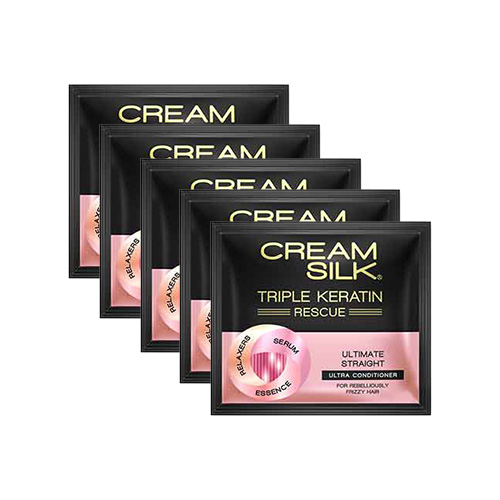 CREAM
RELAXERS
CREAM
RELAXERS
CREAM
RELAXERS
CREAM
RELAXERS
CREAM
SILK®
TRIPLE KERATIN
RESCUE
RELAXERS
SERUM
ESSENCE
ULTIMATE
STRAIGHT
ULTRA CONDITIONER
FOR REBELLIOUSLY
FRIZZY HAIR